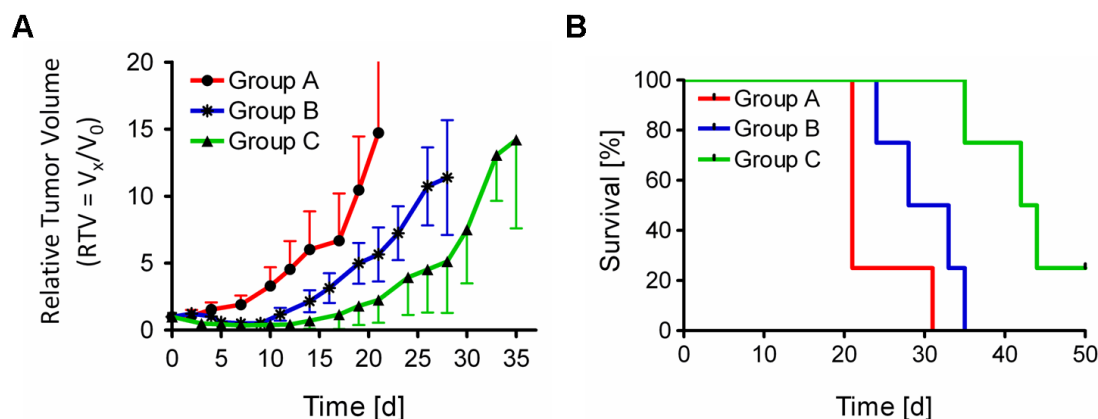 A
Relative Tumor Volume
(RTV = Vx/V0)
20
15
10
5
0
Group A
Group B
Group C
0 5 10 15 20 25 30 35
Time [d]
B
Survival [%]
100
80
60
40
20
0
Group A
Group B
Group C
0 10 20 30 40 50
Time [d]